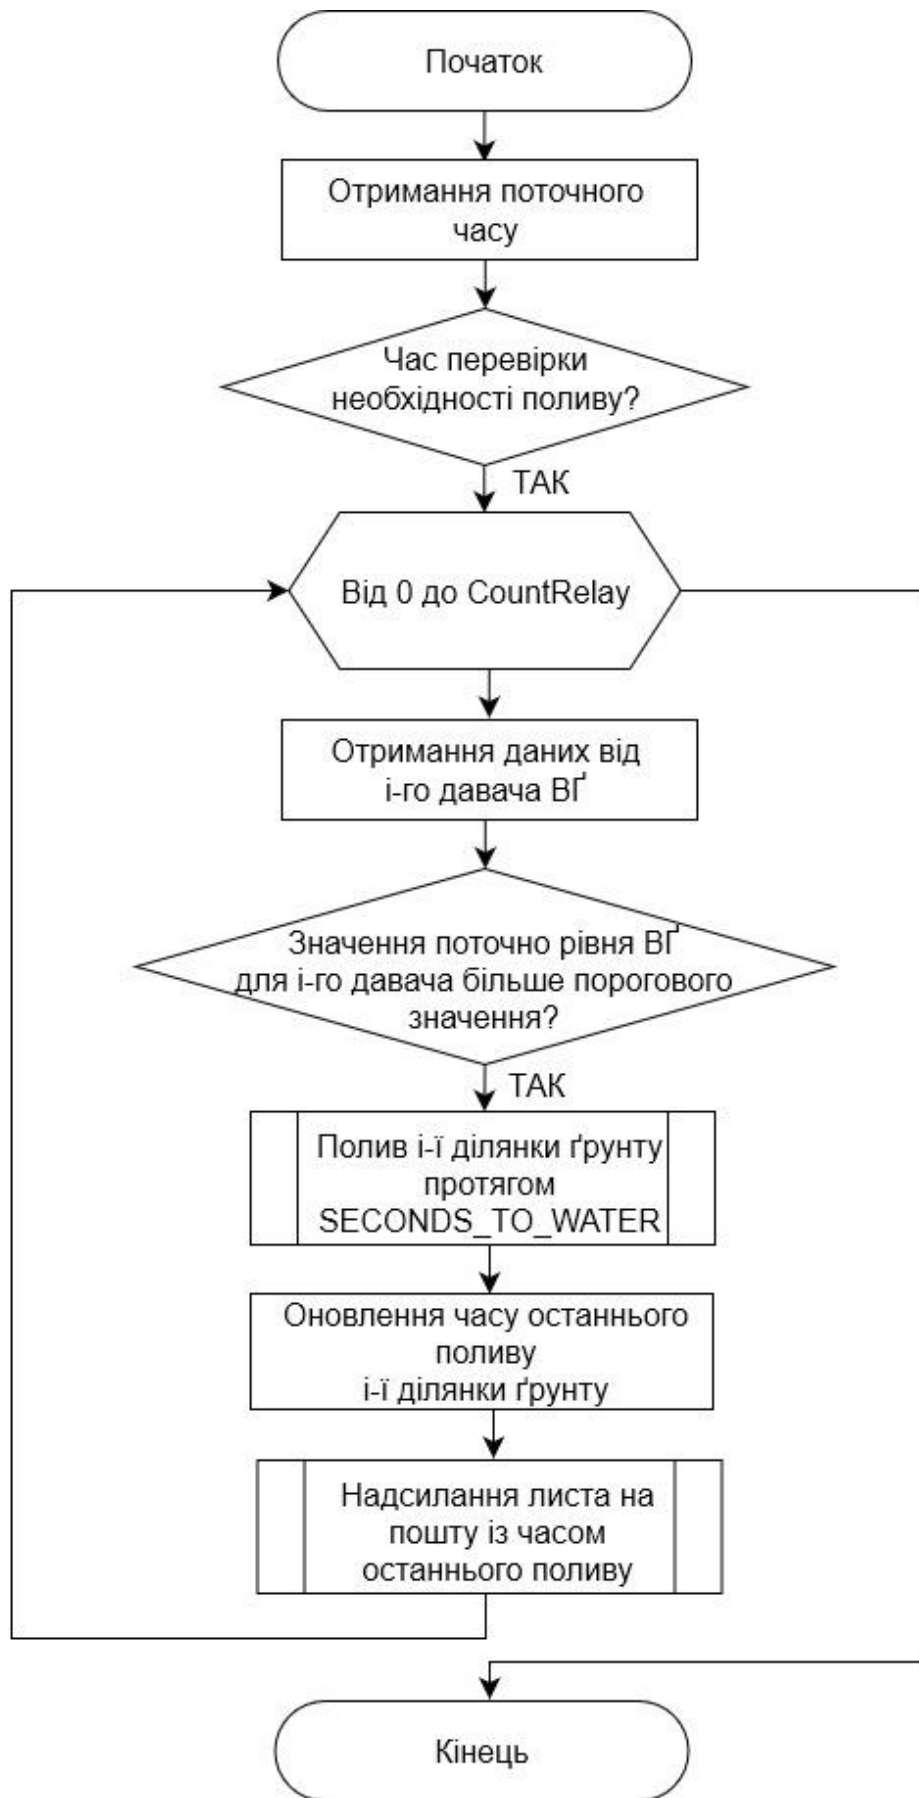 Початок
Отримання поточного
часу
Час перевірки
необхідності поливу?
ТАК
Від 0 до CountRelay
Отримання даних від
і-го давача ВҐ
Значення поточно рівня ВҐ
для і-го давача більше порогового
значення?
ТАК
Полив і-ї ділянки ґрунту
протягом
SECONDS_TO_WATER
Оновлення часу останнього
поливу
і-ї ділянки ґрунту
Надсилання листа на
пошту із часом
останнього поливу
Кінець